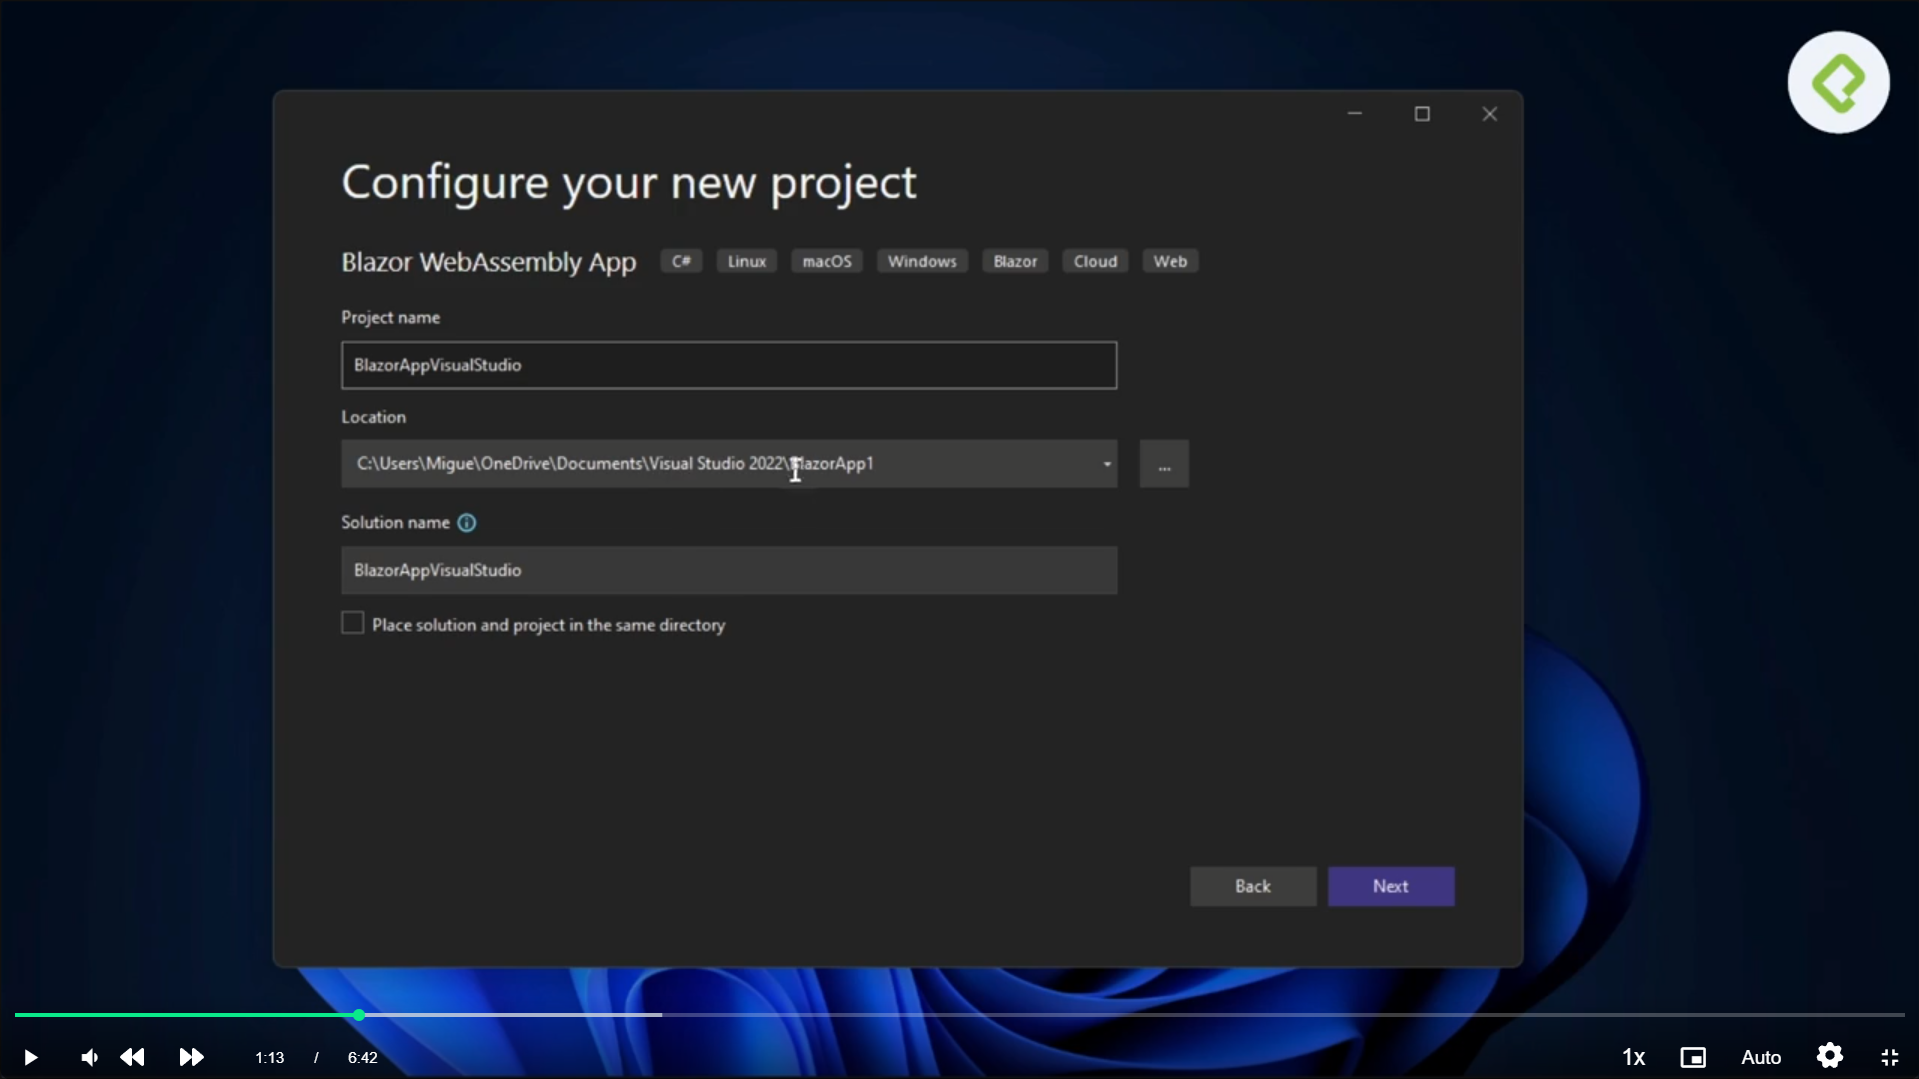 Configure your new project
Blazor WebAssembly App C# Linux macOS Windows Blazor Cloud Web
Project name
BlazorAppVisualStudio
Location
C:\Users\Migue\OneDrive\Documents\Visual Studio 2022\BlazorApp1
...
Solution name
BlazorAppVisualStudio
Place solution and project in the same directory
Back Next
1:13 / 6:42 1x Auto